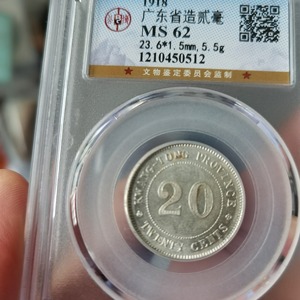 1918
广东省造贰毫
MS 62
23.6*1.5mm,5.5g
1210450512
★ 文物鉴定委员会监制 ★
KWANG-TUNG PROVINCE
20
TWENTY CENTS